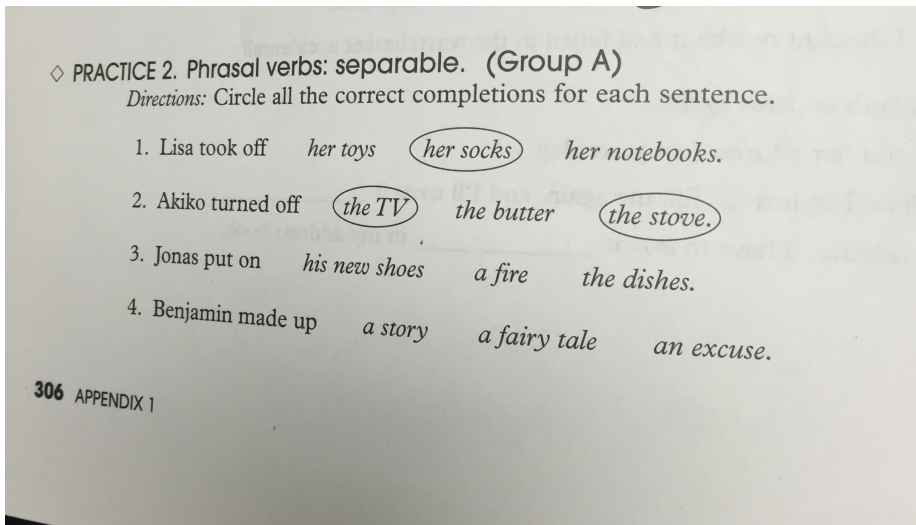 ◇ PRACTICE 2. Phrasal verbs: separable. (Group A)
Directions: Circle all the correct completions for each sentence.
1. Lisa took off her toys her socks her notebooks.
2. Akiko turned off the TV the butter the stove.
3. Jonas put on his new shoes a fire the dishes.
4. Benjamin made up a story a fairy tale an excuse.
306 APPENDIX 1